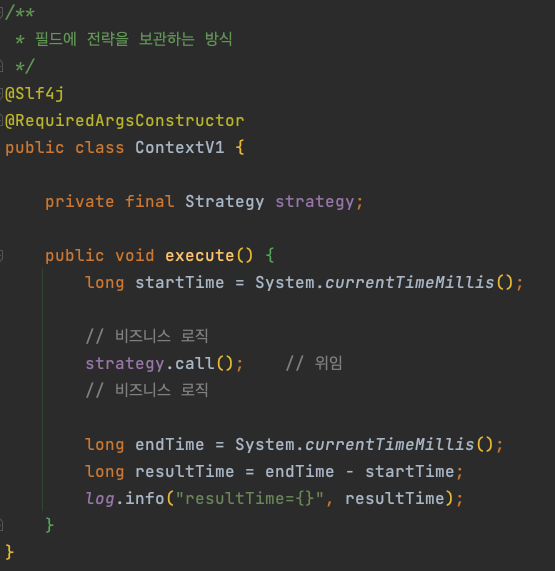 /**
 * 필드에 전략을 보관하는 방식
 */
@Slf4j
@RequiredArgsConstructor
public class ContextV1 {
    private final Strategy strategy;
    public void execute() {
        long startTime = System.currentTimeMillis();
        // 비즈니스 로직
        strategy.call();    // 위임
        // 비즈니스 로직
        long endTime = System.currentTimeMillis();
        long resultTime = endTime - startTime;
        log.info("resultTime={}", resultTime);
    }
}